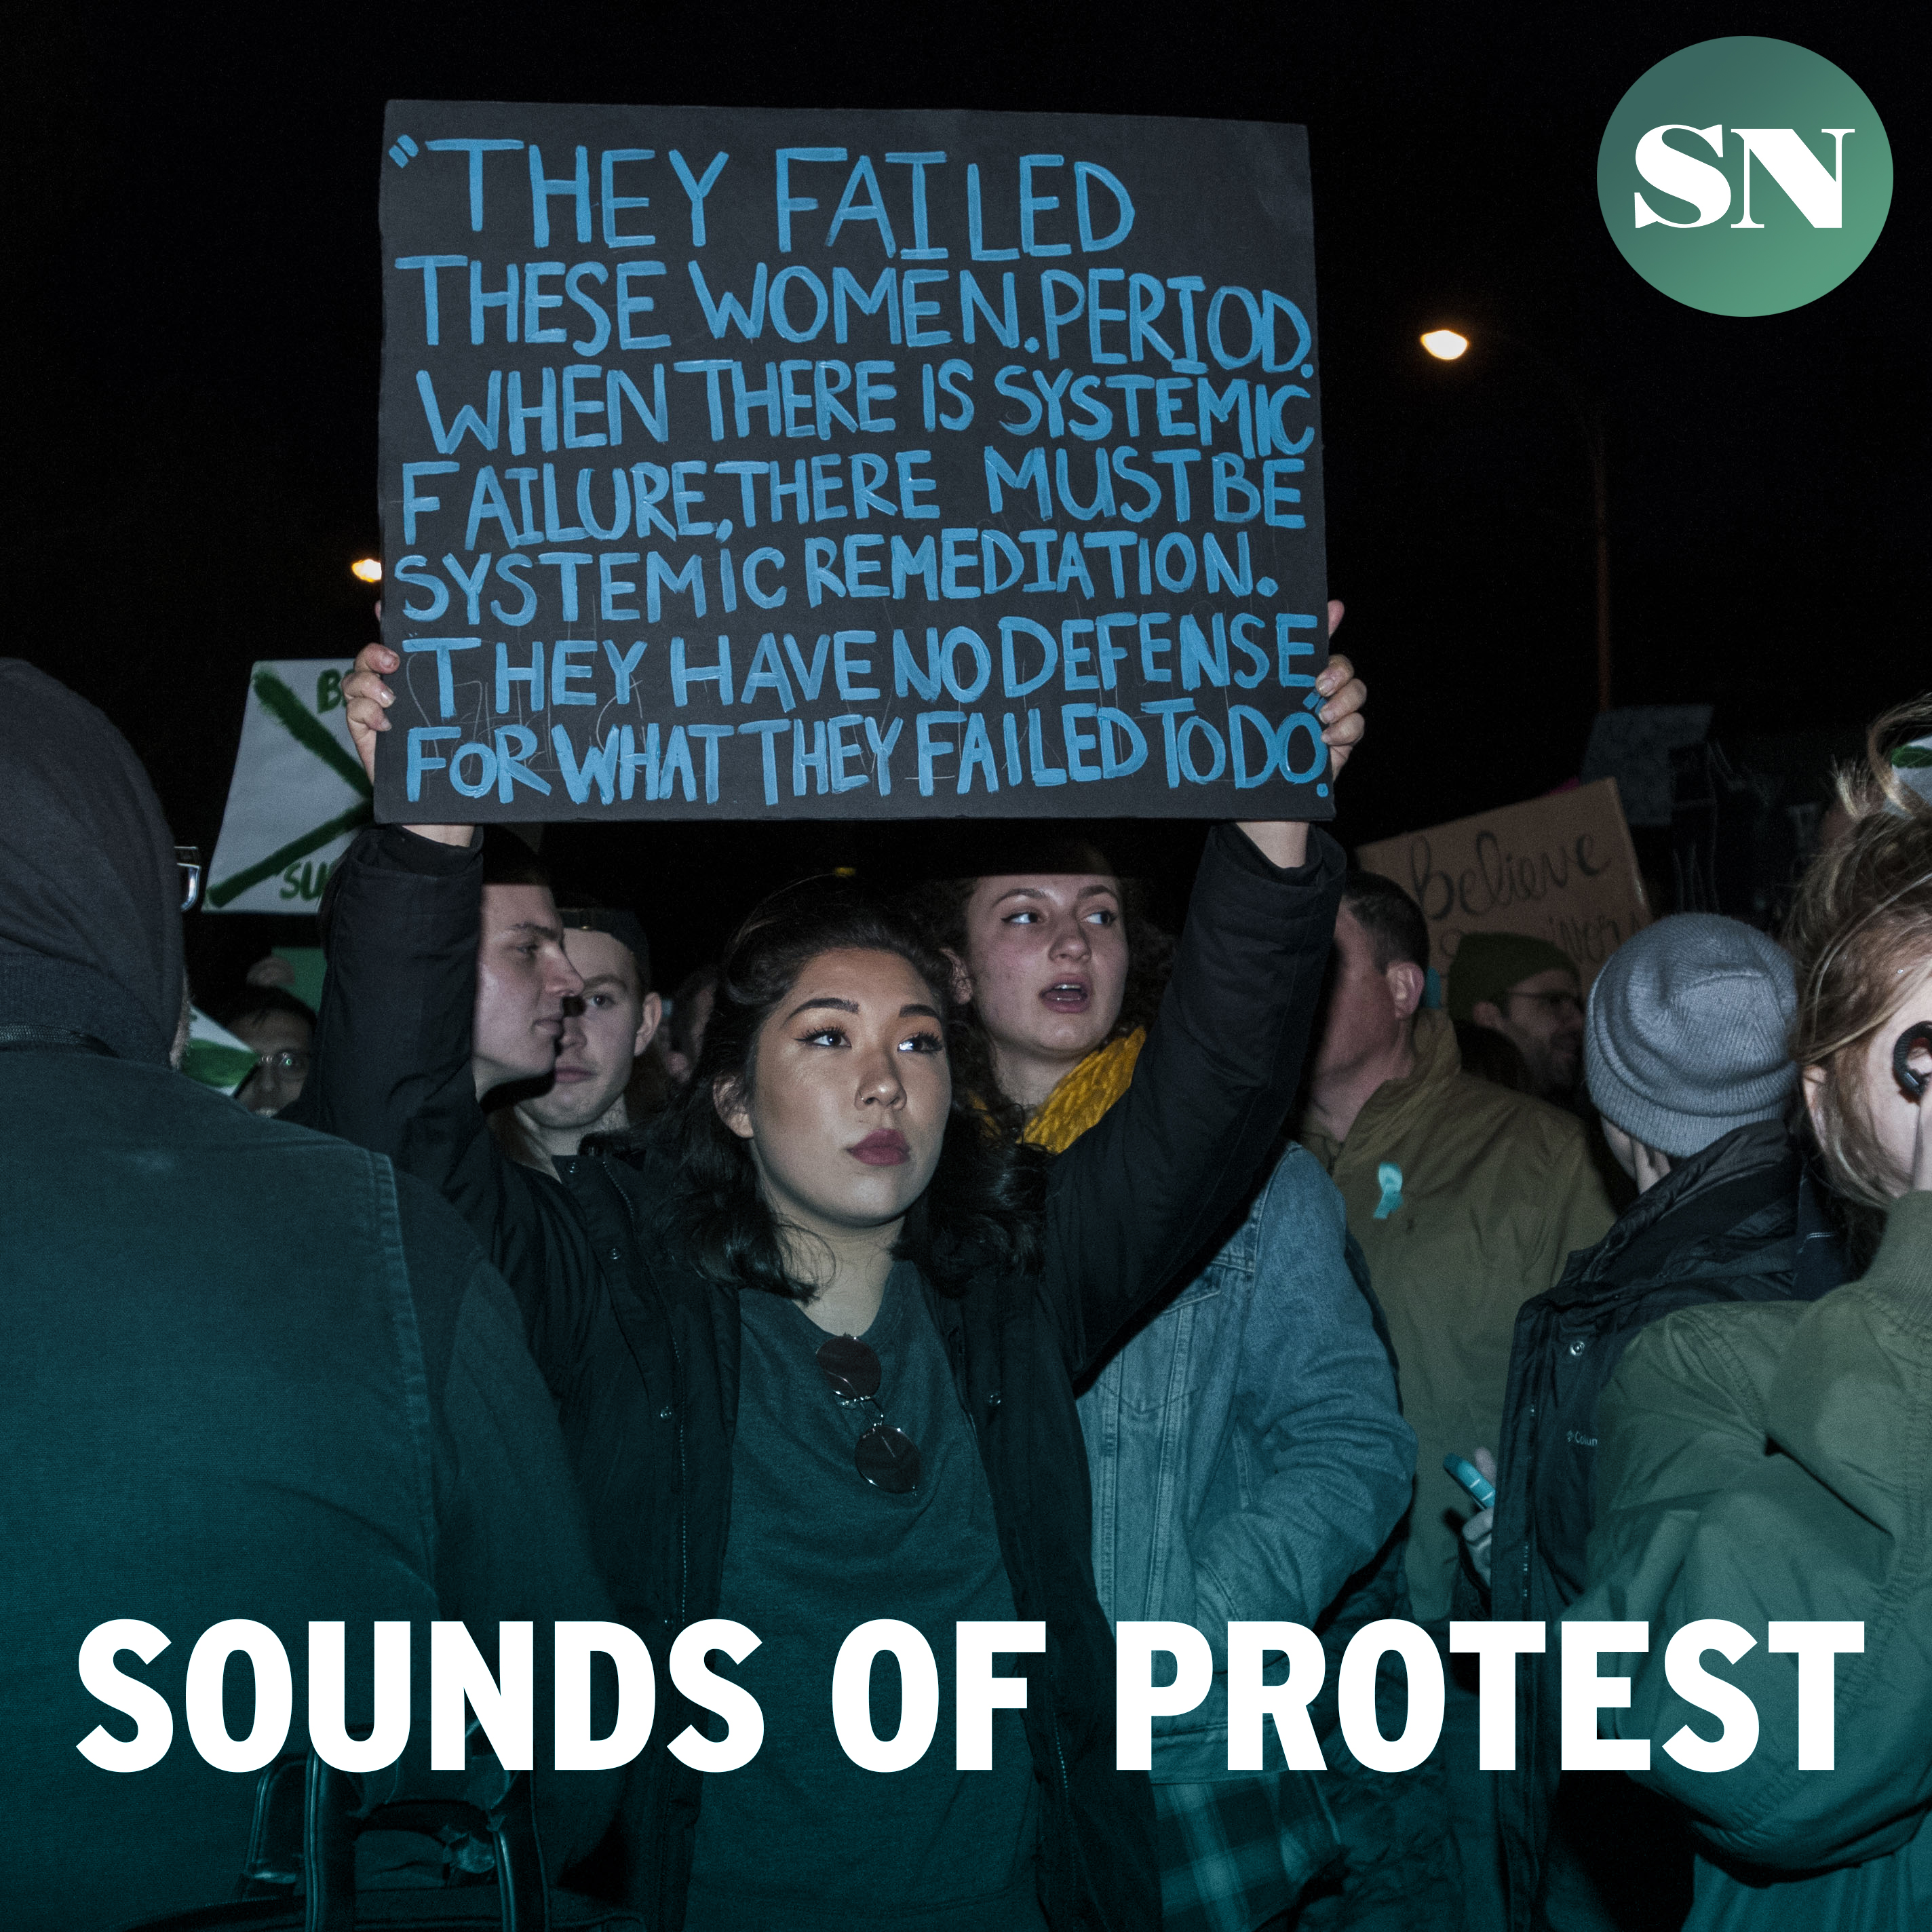 SN
"THEY FAILED
THESE WOMEN. PERIOD.
WHEN THERE IS SYSTEMIC
FAILURE, THERE MUST BE
SYSTEMIC REMEDIATION.
THEY HAVE NO DEFENSE
FOR WHAT THEY FAILED TO DO".
believe
SOUNDS OF PROTEST